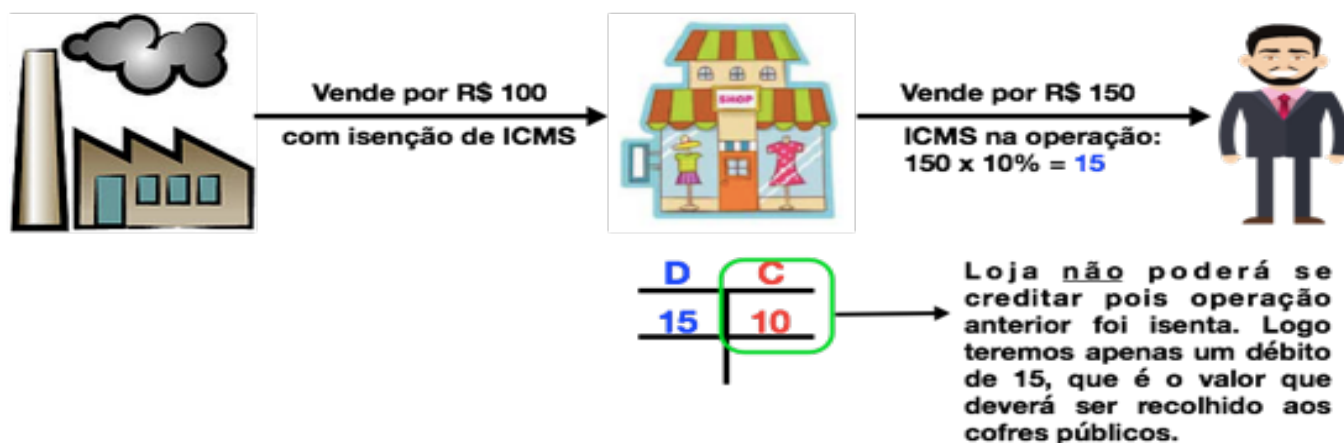 Vende por R$ 100
com isenção de ICMS
SHOP
Vende por R$ 150
ICMS na operação:
150 x 10% = 15
D C
15 10
Loja não poderá se
creditar pois operação
anterior foi isenta. Logo
teremos apenas um débito
de 15, que é o valor que
deverá ser recolhido aos
cofres públicos.